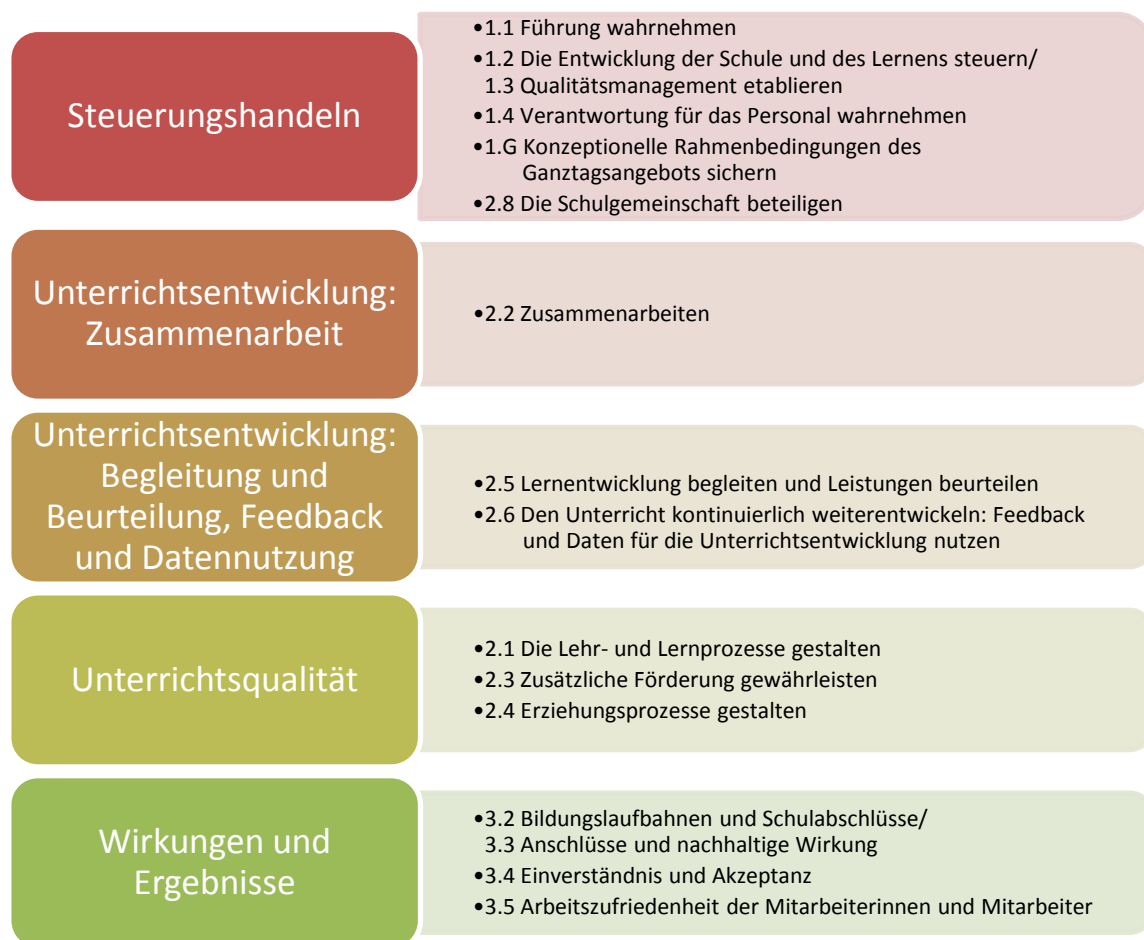 Steuerungshandeln
•1.1 Führung wahrnehmen
•1.2 Die Entwicklung der Schule und des Lernens steuern/
1.3 Qualitätsmanagement etablieren
•1.4 Verantwortung für das Personal wahrnehmen
•1.G Konzeptionelle Rahmenbedingungen des
Ganztagsangebots sichern
•2.8 Die Schulgemeinschaft beteiligen
Unterrichtsentwicklung:
Zusammenarbeit
•2.2 Zusammenarbeiten
Unterrichtsentwicklung:
Begleitung und
Beurteilung, Feedback
und Datennutzung
•2.5 Lernentwicklung begleiten und Leistungen beurteilen
•2.6 Den Unterricht kontinuierlich weiterentwickeln: Feedback
und Daten für die Unterrichtsentwicklung nutzen
Unterrichtsqualität
•2.1 Die Lehr- und Lernprozesse gestalten
•2.3 Zusätzliche Förderung gewährleisten
•2.4 Erziehungsprozesse gestalten
Wirkungen und
Ergebnisse
•3.2 Bildungslaufbahnen und Schulabschlüsse/
3.3 Anschlüsse und nachhaltige Wirkung
•3.4 Einverständnis und Akzeptanz
•3.5 Arbeitszufriedenheit der Mitarbeiterinnen und Mitarbeiter